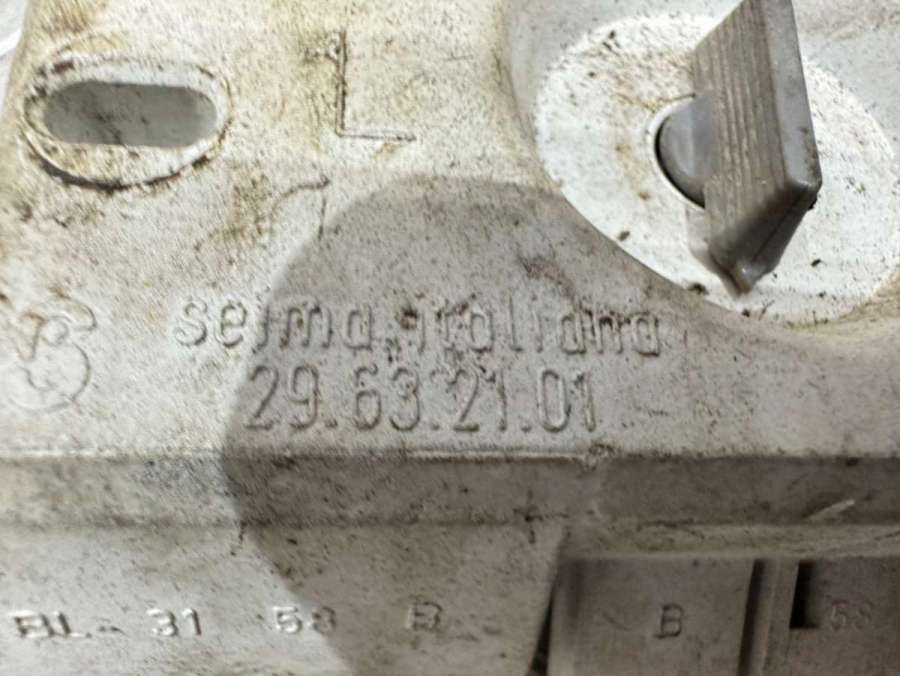 L
seima italiana
29.63.21.01
BL- 31 58 B B 58